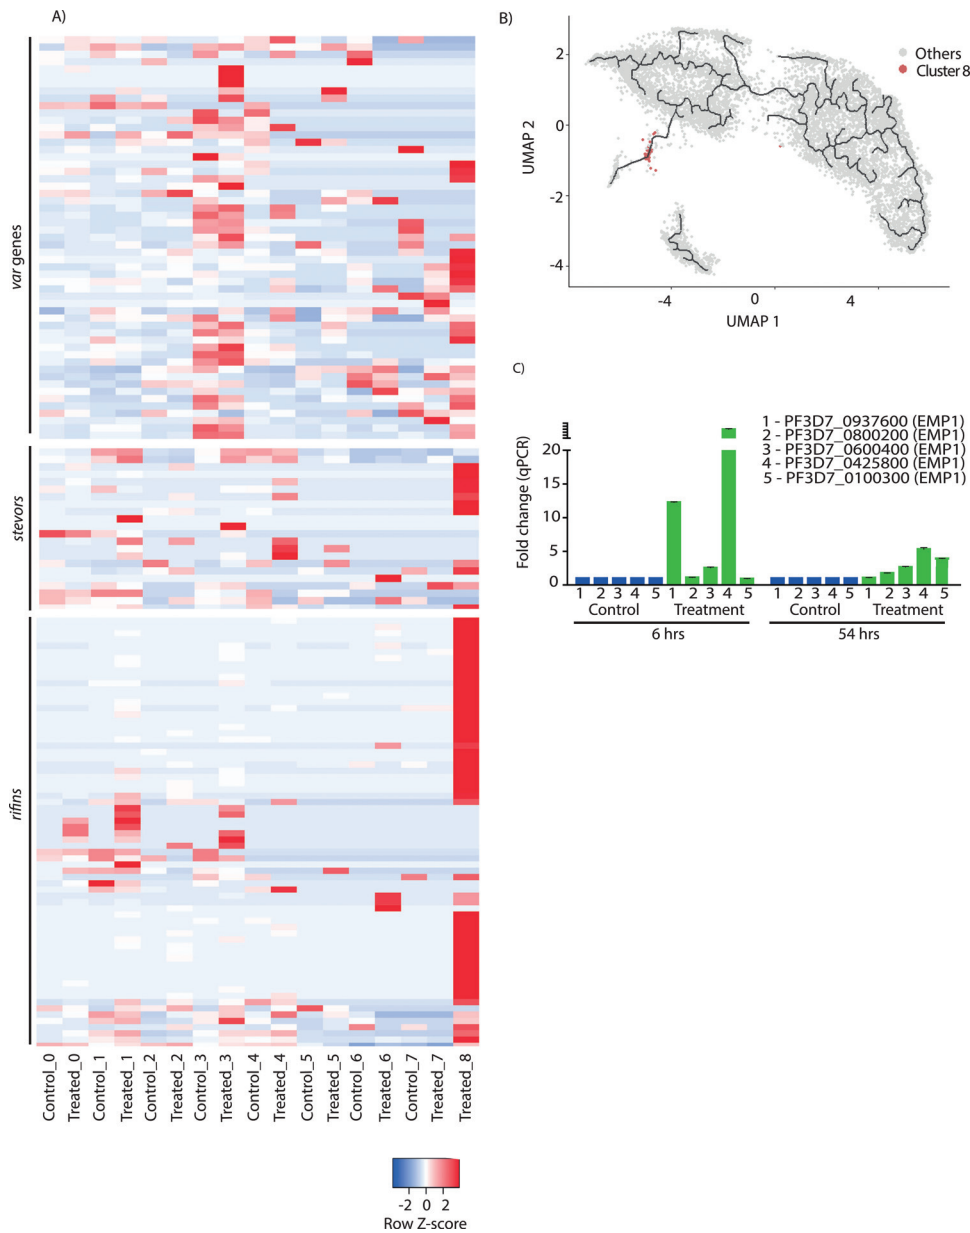 A)
var genes
stevors
rifins
Control_0
Treated_0
Control_1
Treated_1
Control_2
Treated_2
Control_3
Treated_3
Control_4
Treated_4
Control_5
Treated_5
Control_6
Treated_6
Control_7
Treated_7
Treated_8
-2 0 2
Row Z-score
B)
Others
Cluster 8
UMAP 2
2
0
-2
-4
-4 0 4
UMAP 1
C)
1 - PF3D7_0937600 (EMP1)
2 - PF3D7_0800200 (EMP1)
3 - PF3D7_0600400 (EMP1)
4 - PF3D7_0425800 (EMP1)
5 - PF3D7_0100300 (EMP1)
Fold change (qPCR)
20
15
10
5
0
1 2 3 4 5 1 2 3 4 5 1 2 3 4 5 1 2 3 4 5
Control Treatment Control Treatment
6 hrs 54 hrs